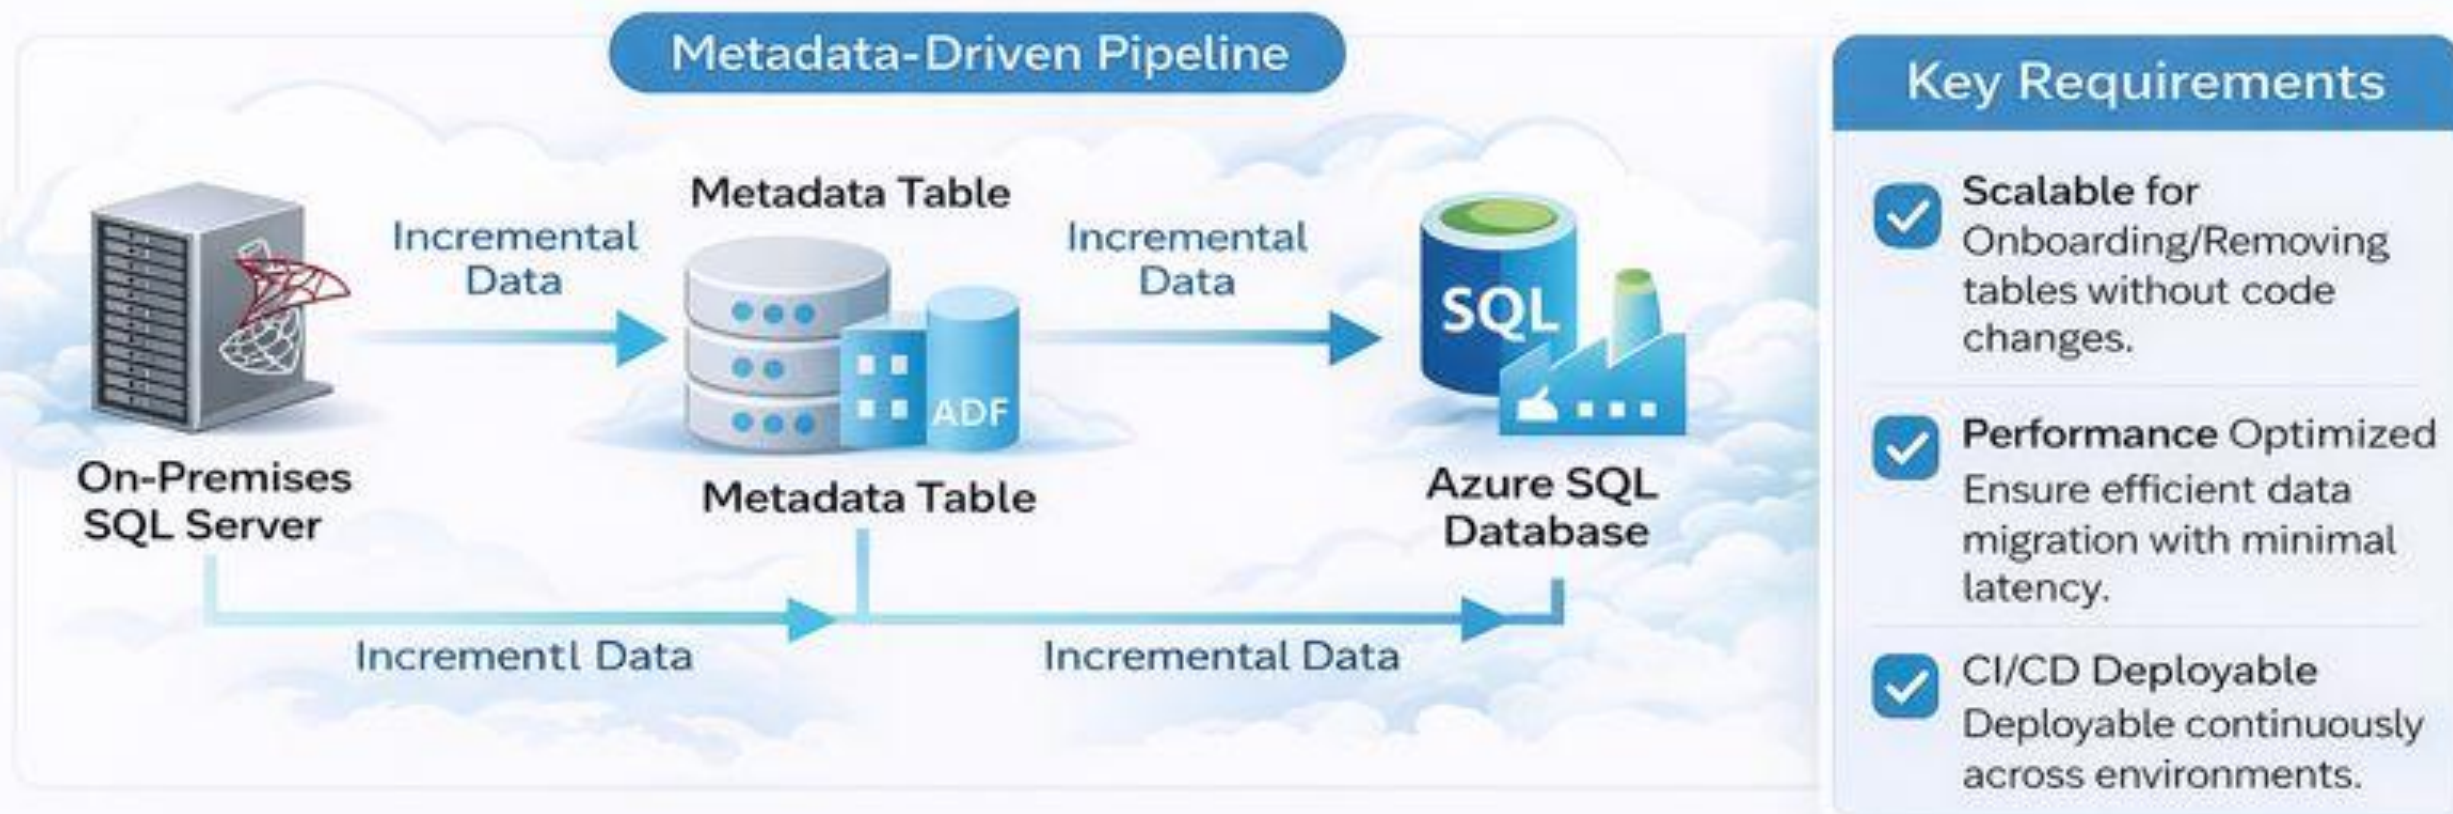 Metadata-Driven Pipeline
Metadata Table
Incremental
Data
Incremental
Data
ADF
SQL
On-Premises
SQL Server
Metadata Table
Azure SQL
Database
Incrementl Data
Incremental Data
Key Requirements
Scalable for
Onboarding/Removing
tables without code
changes.
Performance Optimized
Ensure efficient data
migration with minimal
latency.
CI/CD Deployable
Deployable continuously
across environments.